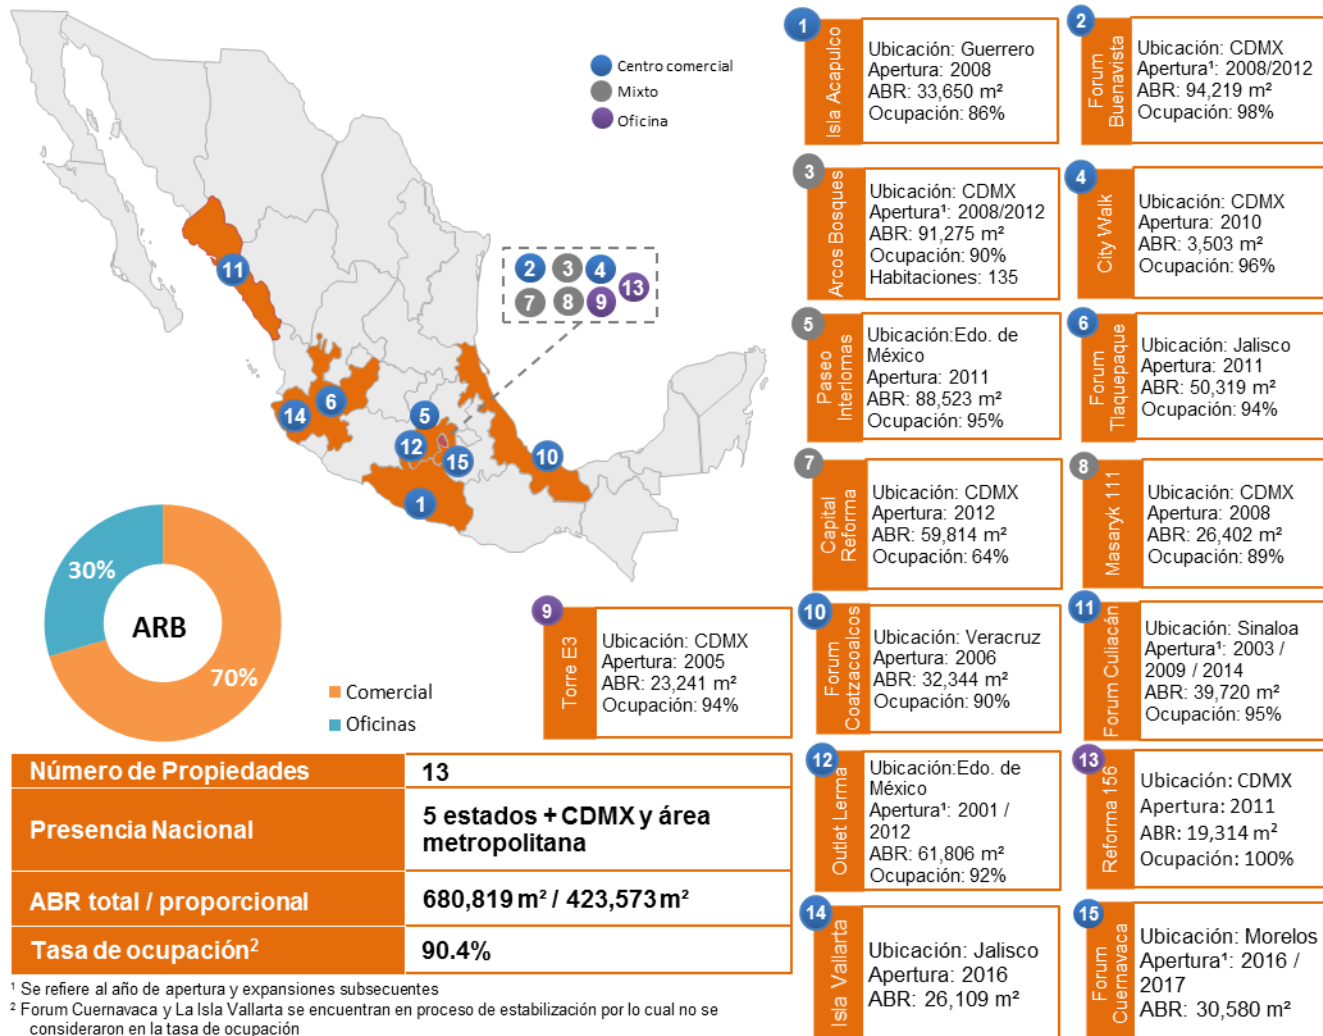 Centro comercial
Mixto
Oficina
11
2
3
4
13
7
8
9
6
14
5
12
15
10
1
30%
ARB
70%
Comercial
Oficinas
1
Isla Acapulco
Ubicación: Guerrero
Apertura: 2008
ABR: 33,650 m²
Ocupación: 86%
2
Forum
Buenavista
Ubicación: CDMX
Apertura¹: 2008/2012
ABR: 94,219 m²
Ocupación: 98%
3
Arcos Bosques
Ubicación: CDMX
Apertura¹: 2008/2012
ABR: 91,275 m²
Ocupación: 90%
Habitaciones: 135
4
City Walk
Ubicación: CDMX
Apertura: 2010
ABR: 3,503 m²
Ocupación: 96%
5
Paseo
Interlomas
Ubicación:Edo. de
México
Apertura: 2011
ABR: 88,523 m²
Ocupación: 95%
6
Forum
Tlaquepaque
Ubicación: Jalisco
Apertura: 2011
ABR: 50,319 m²
Ocupación: 94%
7
Capital
Reforma
Ubicación: CDMX
Apertura: 2012
ABR: 59,814 m²
Ocupación: 64%
8
Masaryk 111
Ubicación: CDMX
Apertura: 2008
ABR: 26,402 m²
Ocupación: 89%
9
Torre E3
Ubicación: CDMX
Apertura: 2005
ABR: 23,241 m²
Ocupación: 94%
10
Forum
Coatzacoalcos
Ubicación: Veracruz
Apertura: 2006
ABR: 32,344 m²
Ocupación: 90%
11
Forum Culiacán
Ubicación: Sinaloa
Apertura¹: 2003 /
2009 / 2014
ABR: 39,720 m²
Ocupación: 95%
12
Outlet Lerma
Ubicación:Edo. de
México
Apertura¹: 2001 /
2012
ABR: 61,806 m²
Ocupación: 92%
13
Reforma 156
Ubicación: CDMX
Apertura: 2011
ABR: 19,314 m²
Ocupación: 100%
14
Isla Vallarta
Ubicación: Jalisco
Apertura: 2016
ABR: 26,109 m²
15
Forum
Cuernavaca
Ubicación: Morelos
Apertura¹: 2016 /
2017
ABR: 30,580 m²
Número de Propiedades 13
Presencia Nacional 5 estados + CDMX y área
metropolitana
ABR total / proporcional 680,819 m² / 423,573 m²
Tasa de ocupación² 90.4%
¹ Se refiere al año de apertura y expansiones subsecuentes
² Forum Cuernavaca y La Isla Vallarta se encuentran en proceso de estabilización por lo cual no se
consideraron en la tasa de ocupación